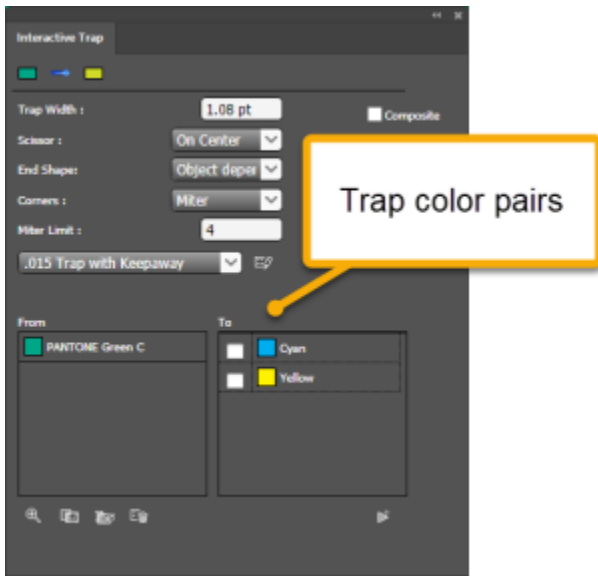 Interactive Trap
Trap Width :
1.08 pt
Composite
Scissor :
On Center
End Shape:
Object deper
Corners :
Miter
Miter Limit :
4
.015 Trap with Keepaway
Trap color pairs
From
To
PANTONE Green C
Cyan
Yellow